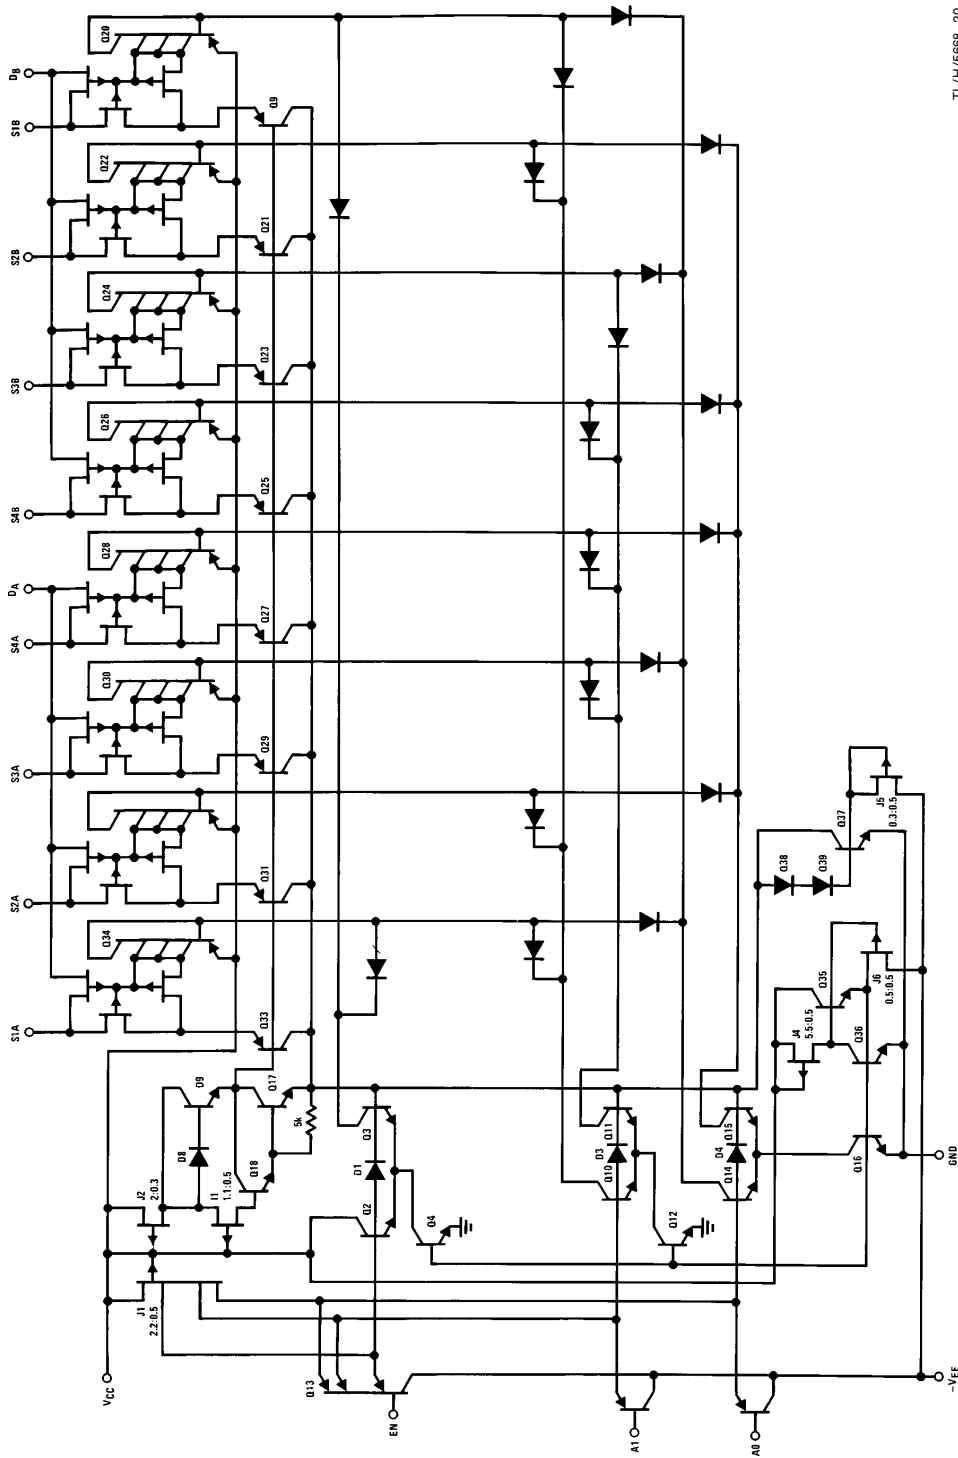 S1A
S2A
S3A
S4A
DA
S4B
S3B
S2B
S1B
DB
Q34
Q30
Q28
Q26
Q24
Q22
Q20
Q33
Q31
Q29
Q27
Q25
Q23
Q21
Q9
VCC
J1
2.2:0.5
J2
2:0.3
D8
D9
I1
1.1:0.5
Q18
Q17
5k
Q13
EN
Q2
D1
Q3
Q4
A1
Q10
D3
Q11
Q12
A0
Q14
D4
Q15
Q16
J4
5.5:0.5
Q35
Q36
J6
0.5:0.5
Q38
Q39
Q37
J5
0.3:0.5
GND
-VEE